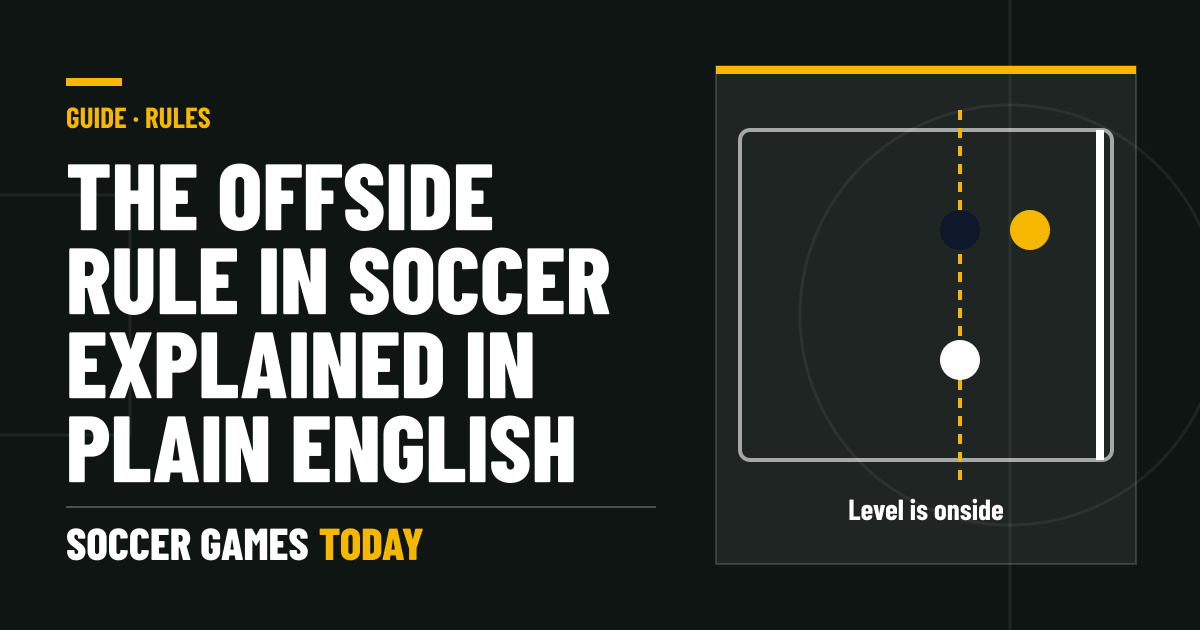 GUIDE · RULES
THE OFFSIDE
RULE IN SOCCER
EXPLAINED IN
PLAIN ENGLISH
SOCCER GAMES TODAY
Level is onside